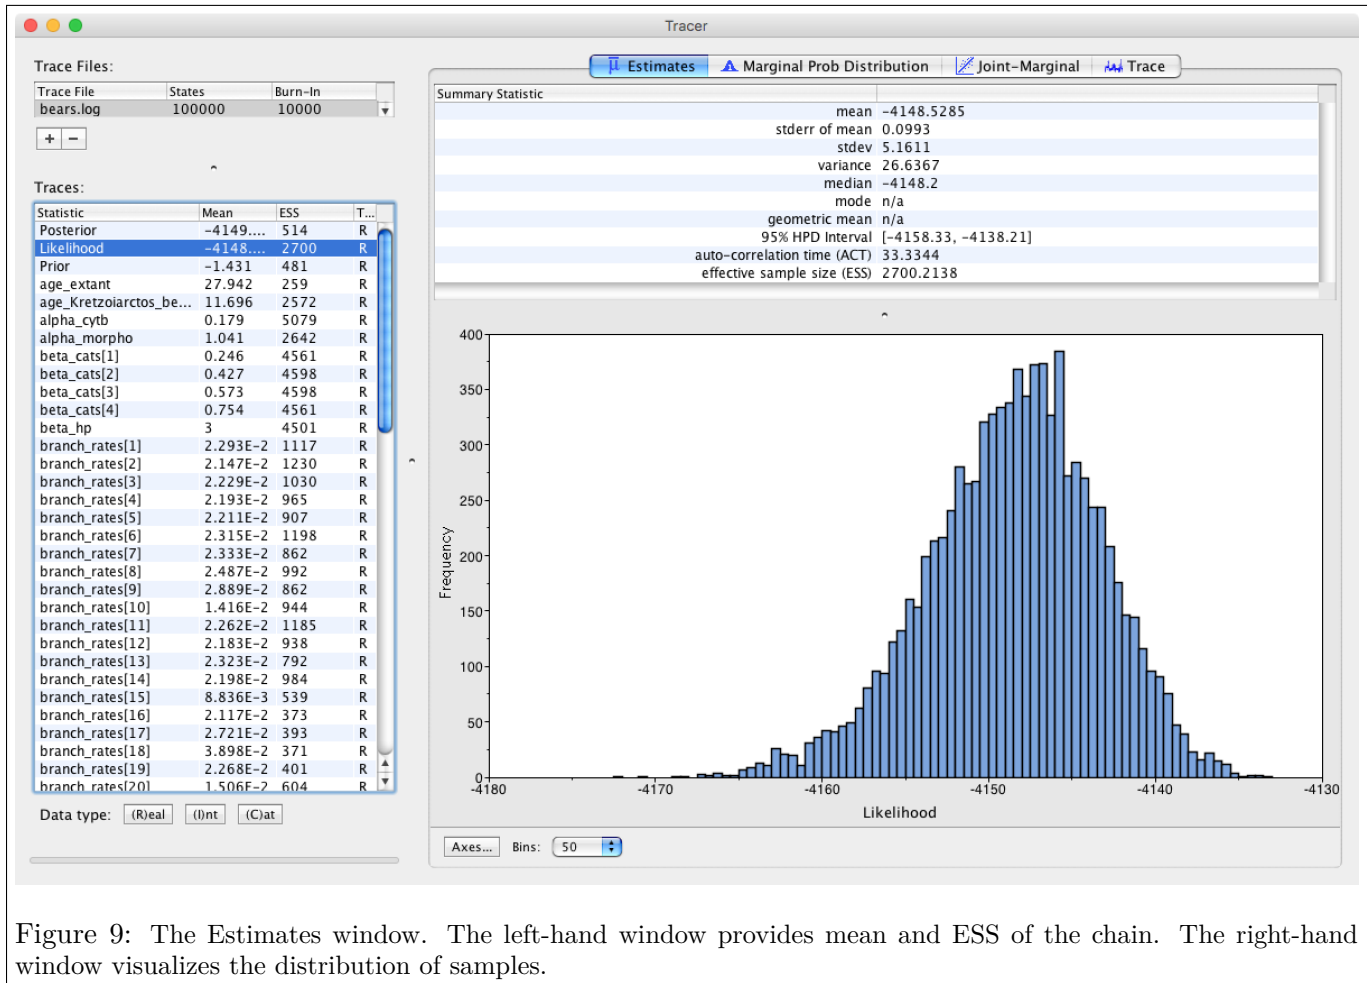 Tracer
Trace Files:
Trace File States Burn-In
bears.log 100000 10000
+ −
Traces:
Statistic Mean ESS T...
Posterior -4149.... 514 R
Likelihood -4148.... 2700 R
Prior -1.431 481 R
age_extant 27.942 259 R
age_Kretzoiarctos_be... 11.696 2572 R
alpha_cytb 0.179 5079 R
alpha_morpho 1.041 2642 R
beta_cats[1] 0.246 4561 R
beta_cats[2] 0.427 4598 R
beta_cats[3] 0.573 4598 R
beta_cats[4] 0.754 4561 R
beta_hp 3 4501 R
branch_rates[1] 2.293E-2 1117 R
branch_rates[2] 2.147E-2 1230 R
branch_rates[3] 2.229E-2 1030 R
branch_rates[4] 2.193E-2 965 R
branch_rates[5] 2.211E-2 907 R
branch_rates[6] 2.315E-2 1198 R
branch_rates[7] 2.333E-2 862 R
branch_rates[8] 2.487E-2 992 R
branch_rates[9] 2.889E-2 862 R
branch_rates[10] 1.416E-2 944 R
branch_rates[11] 2.262E-2 1185 R
branch_rates[12] 2.183E-2 938 R
branch_rates[13] 2.323E-2 792 R
branch_rates[14] 2.198E-2 984 R
branch_rates[15] 8.836E-3 539 R
branch_rates[16] 2.117E-2 373 R
branch_rates[17] 2.721E-2 393 R
branch_rates[18] 3.898E-2 371 R
branch_rates[19] 2.268E-2 401 R
branch_rates[20] 1.506E-2 604 R
Data type: (R)eal (I)nt (C)at
Estimates Marginal Prob Distribution Joint-Marginal Trace
Summary Statistic
mean -4148.5285
stderr of mean 0.0993
stdev 5.1611
variance 26.6367
median -4148.2
mode n/a
geometric mean n/a
95% HPD Interval [-4158.33, -4138.21]
auto-correlation time (ACT) 33.3344
effective sample size (ESS) 2700.2138
400
350
300
250
200
150
100
50
0
Frequency
-4180 -4170 -4160 -4150 -4140 -4130
Likelihood
Axes... Bins: 50
Figure 9: The Estimates window. The left-hand window provides mean and ESS of the chain. The right-hand
window visualizes the distribution of samples.